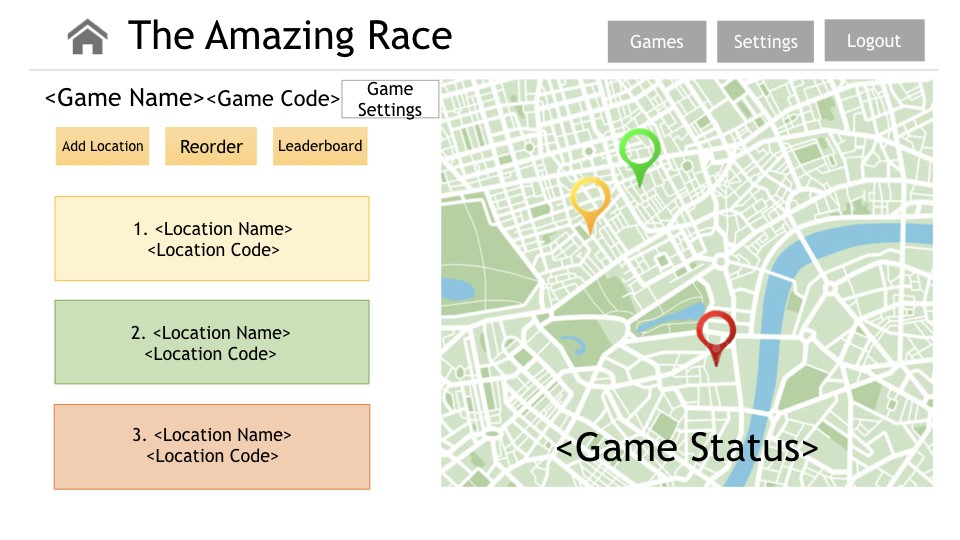 The Amazing Race
Games
Settings
Logout
<Game Name>
<Game Code>
Game
Settings
Add Location
Reorder
Leaderboard
1. <Location Name>
<Location Code>
2. <Location Name>
<Location Code>
3. <Location Name>
<Location Code>
<Game Status>